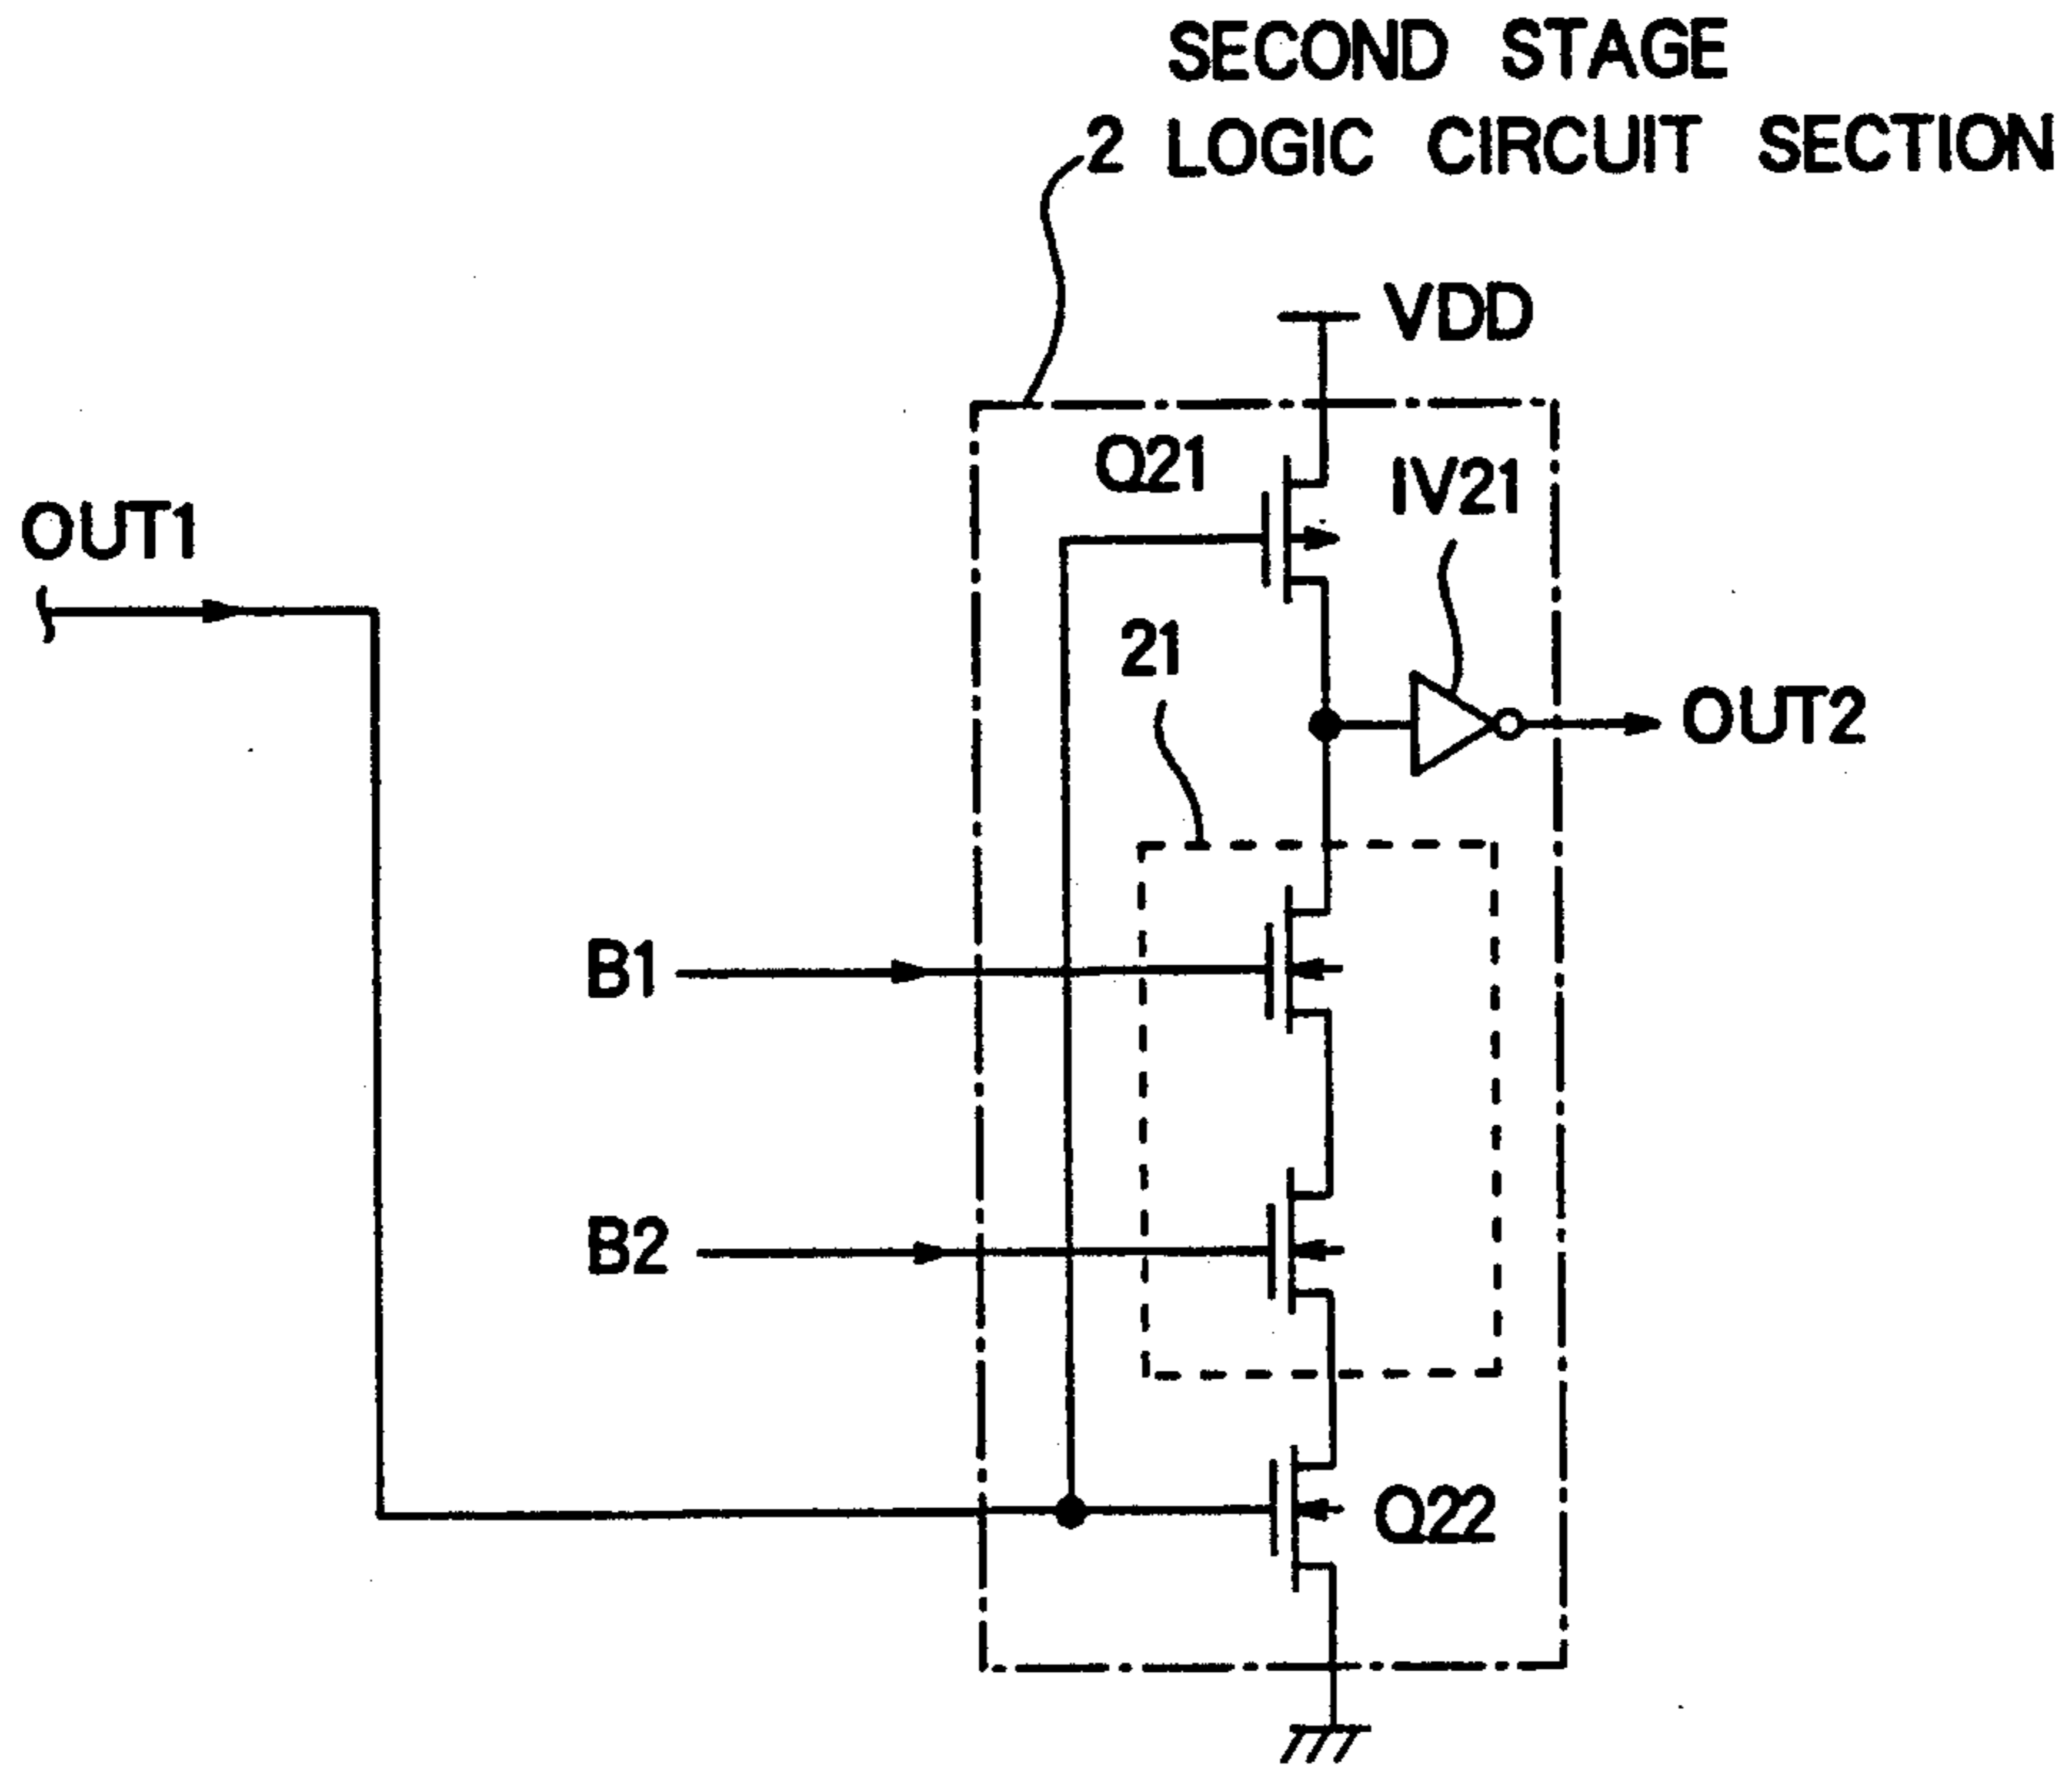 SECOND STAGE
2 LOGIC CIRCUIT SECTION
VDD
Q21
IV21
OUT1
21
OUT2
B1
B2
Q22